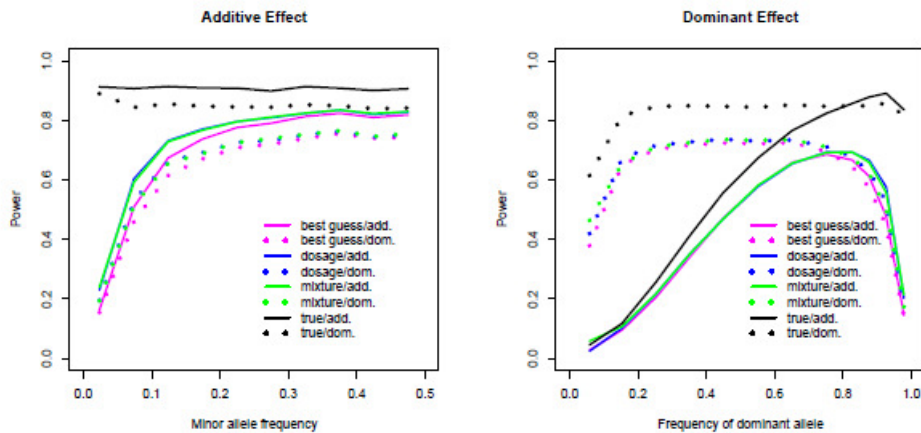 Additive Effect
Power
0.0 0.2 0.4 0.6 0.8 1.0
best guess/add.
best guess/dom.
dosage/add.
dosage/dom.
mixture/add.
mixture/dom.
true/add.
true/dom.
0.0 0.1 0.2 0.3 0.4 0.5
Minor allele frequency
Dominant Effect
Power
0.0 0.2 0.4 0.6 0.8 1.0
best guess/add.
best guess/dom.
dosage/add.
dosage/dom.
mixture/add.
mixture/dom.
true/add.
true/dom.
0.0 0.2 0.4 0.6 0.8 1.0
Frequency of dominant allele